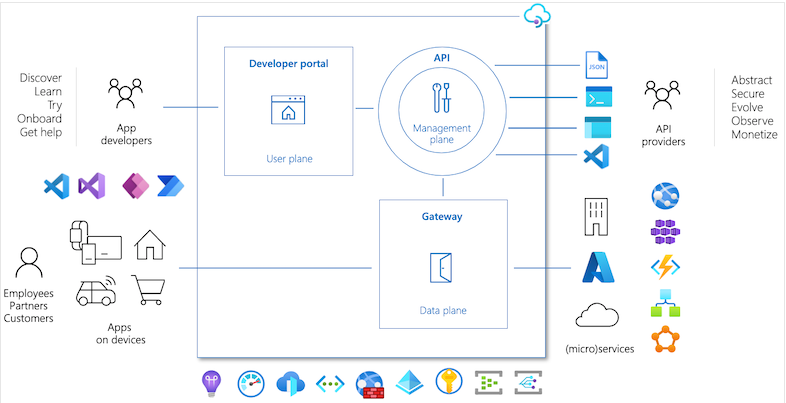 Discover
Learn
Try
Onboard
Get help
App
developers
Developer portal
User plane
API
Management
plane
JSON
API
providers
Abstract
Secure
Evolve
Observe
Monetize
Employees
Partners
Customers
Apps
on devices
Gateway
Data plane
(micro)services